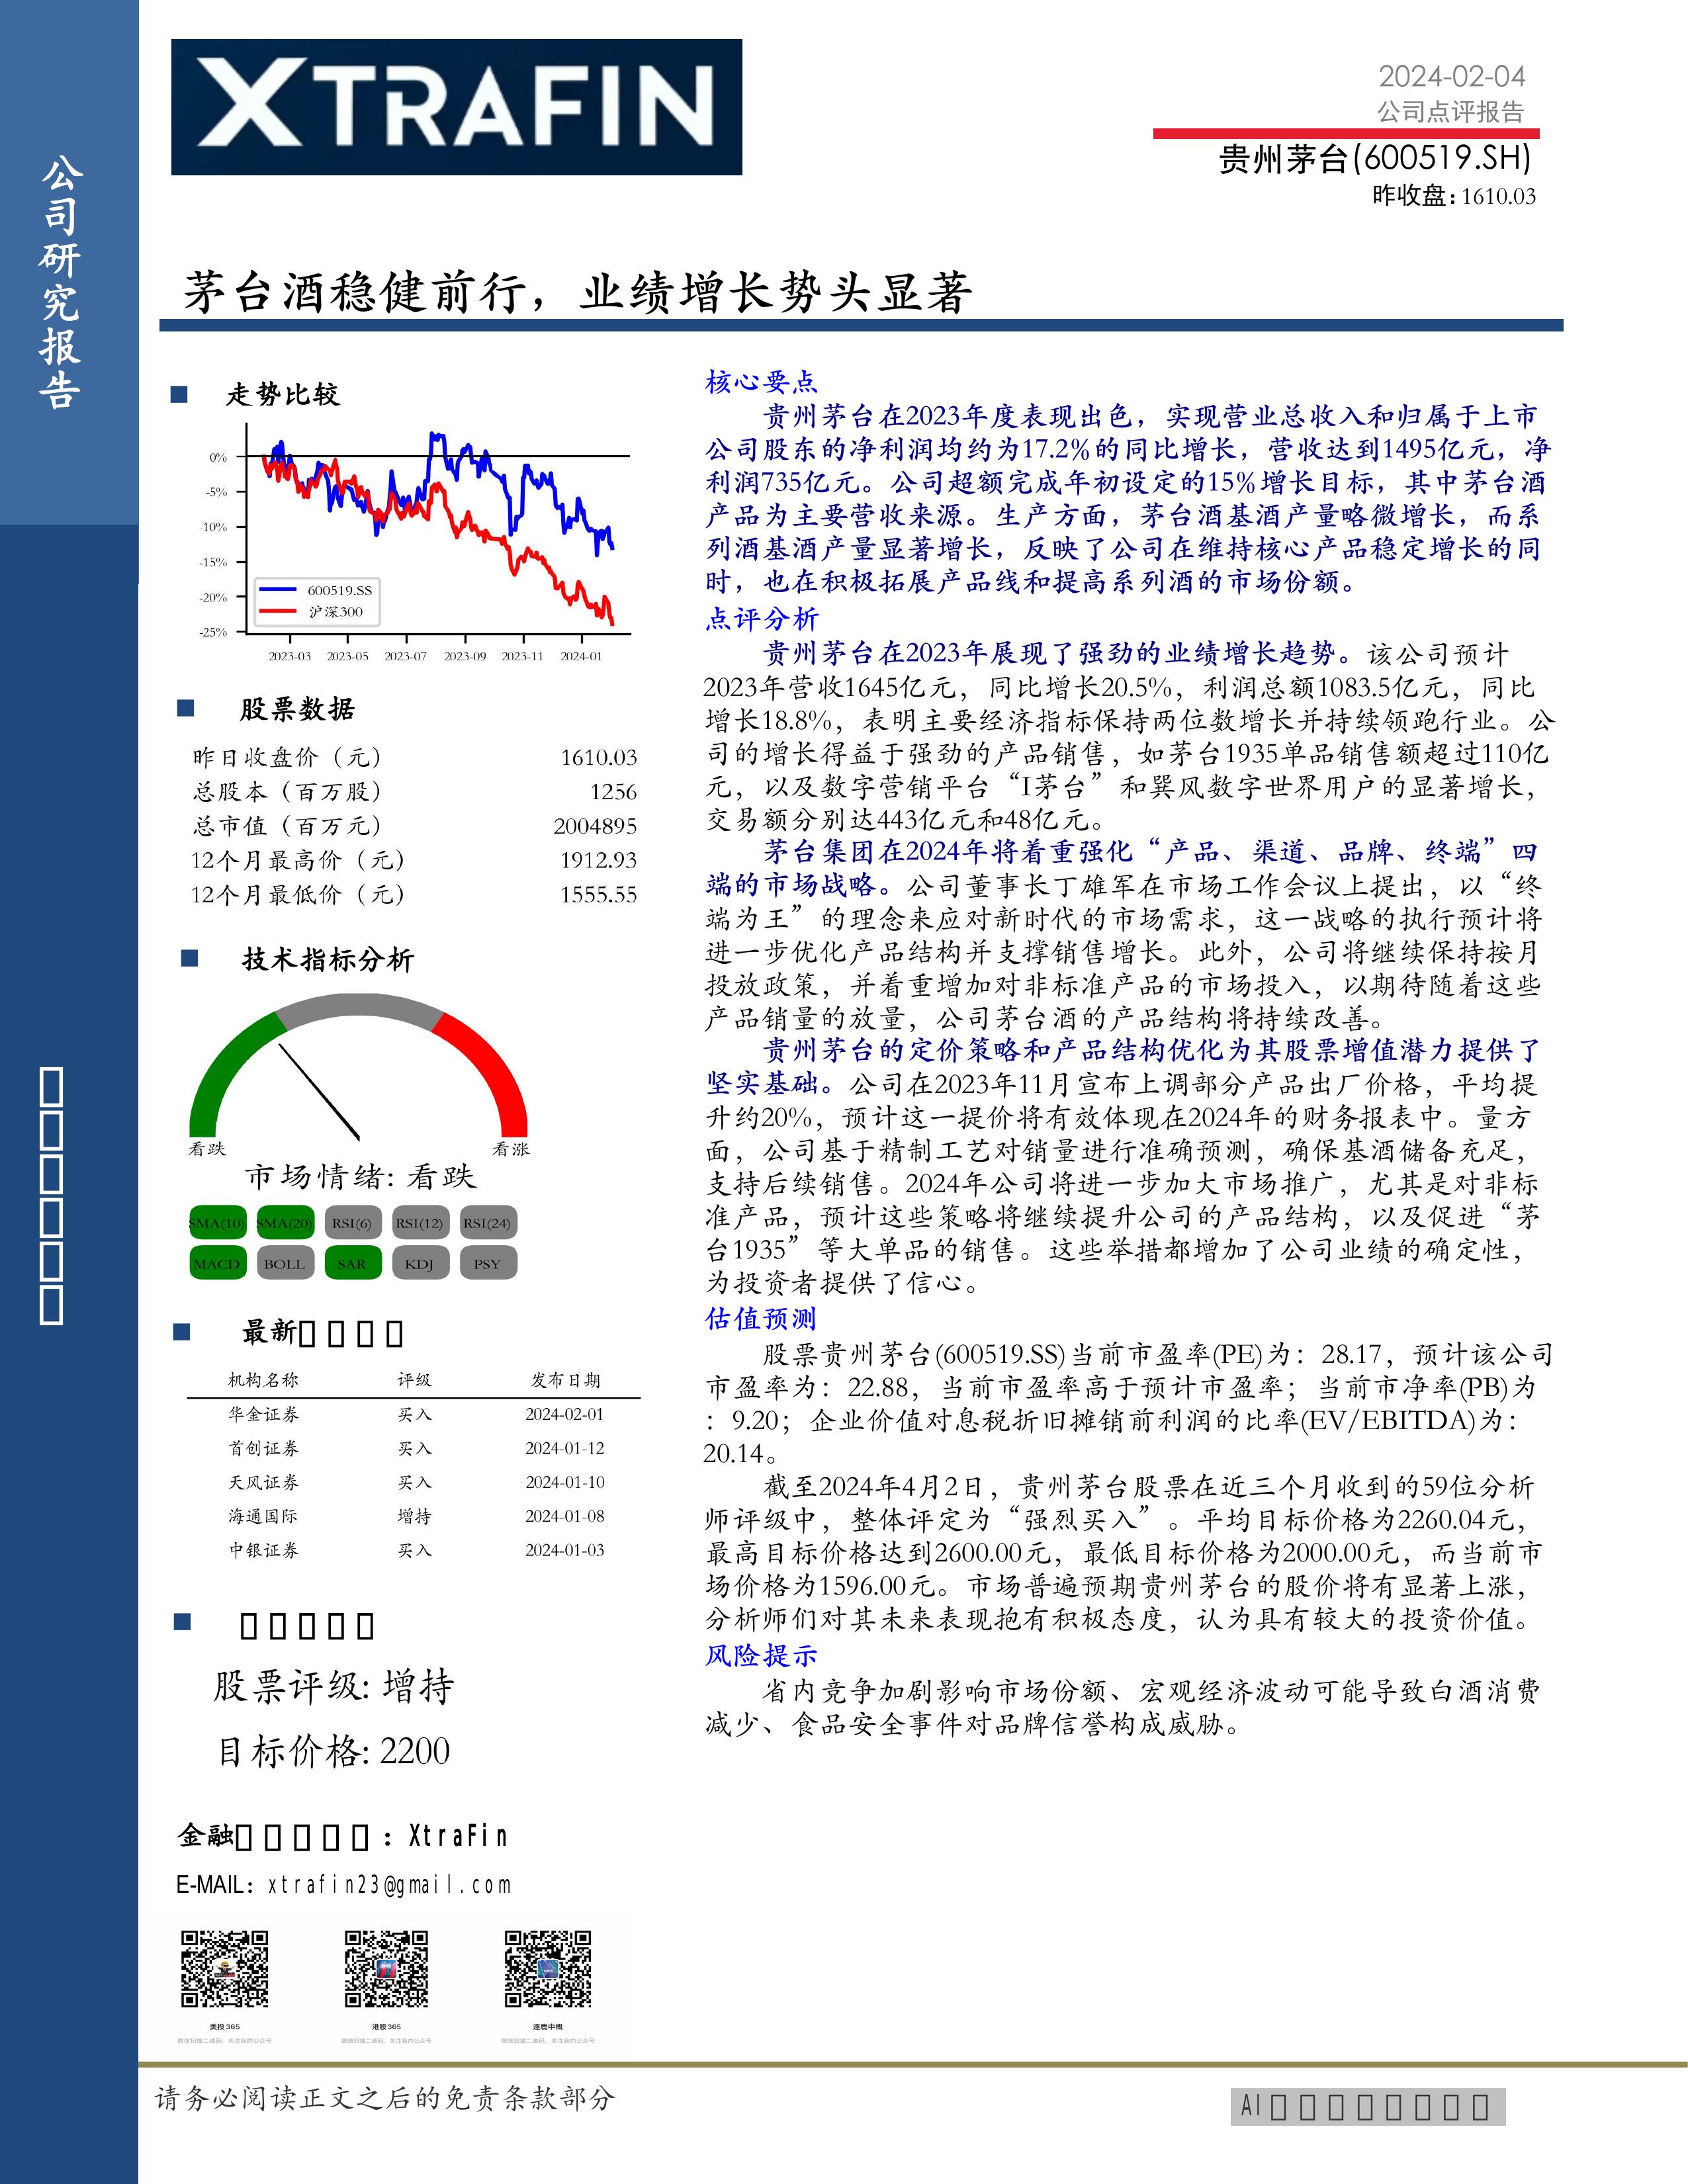 公司研究报告
XTRAFIN
2024-02-04
公司点评报告
贵州茅台(600519.SH)
昨收盘:1610.03
茅台酒稳健前行，业绩增长势头显著
走势比较
0%
-5%
-10%
-15%
-20%
-25%
600519.SS
沪深300
2023-03 2023-05 2023-07 2023-09 2023-11 2024-01
股票数据
昨日收盘价（元） 1610.03
总股本（百万股） 1256
总市值（百万元） 2004895
12个月最高价（元） 1912.93
12个月最低价（元） 1555.55
技术指标分析
看跌 看涨
市场情绪: 看跌
SMA(10) SMA(20) RSI(6) RSI(12) RSI(24)
MACD BOLL SAR KDJ PSY
最新
机构名称 评级 发布日期
华金证券 买入 2024-02-01
首创证券 买入 2024-01-12
天风证券 买入 2024-01-10
海通国际 增持 2024-01-08
中银证券 买入 2024-01-03
股票评级: 增持
目标价格: 2200
金融 : XtraFin
E-MAIL: xtrafin23@gmail.com
美投365 港股365 逐鹿中概
微信扫描二维码，关注我的公众号 微信扫描二维码，关注我的公众号 微信扫描二维码，关注我的公众号
核心要点
贵州茅台在2023年度表现出色，实现营业总收入和归属于上市
公司股东的净利润均约为17.2%的同比增长，营收达到1495亿元，净
利润735亿元。公司超额完成年初设定的15%增长目标，其中茅台酒
产品为主要营收来源。生产方面，茅台酒基酒产量略微增长，而系
列酒基酒产量显著增长，反映了公司在维持核心产品稳定增长的同
时，也在积极拓展产品线和提高系列酒的市场份额。
点评分析
贵州茅台在2023年展现了强劲的业绩增长趋势。该公司预计
2023年营收1645亿元，同比增长20.5%，利润总额1083.5亿元，同比
增长18.8%，表明主要经济指标保持两位数增长并持续领跑行业。公
司的增长得益于强劲的产品销售，如茅台1935单品销售额超过110亿
元，以及数字营销平台“I茅台”和巽风数字世界用户的显著增长，
交易额分别达443亿元和48亿元。
茅台集团在2024年将着重强化“产品、渠道、品牌、终端”四
端的市场战略。公司董事长丁雄军在市场工作会议上提出，以“终
端为王”的理念来应对新时代的市场需求，这一战略的执行预计将
进一步优化产品结构并支撑销售增长。此外，公司将继续保持按月
投放政策，并着重增加对非标准产品的市场投入，以期待随着这些
产品销量的放量，公司茅台酒的产品结构将持续改善。
贵州茅台的定价策略和产品结构优化为其股票增值潜力提供了
坚实基础。公司在2023年11月宣布上调部分产品出厂价格，平均提
升约20%，预计这一提价将有效体现在2024年的财务报表中。量方
面，公司基于精制工艺对销量进行准确预测，确保基酒储备充足，
支持后续销售。2024年公司将进一步加大市场推广，尤其是对非标
准产品，预计这些策略将继续提升公司的产品结构，以及促进“茅
台1935”等大单品的销售。这些举措都增加了公司业绩的确定性，
为投资者提供了信心。
估值预测
股票贵州茅台(600519.SS)当前市盈率(PE)为：28.17，预计该公司
市盈率为：22.88，当前市盈率高于预计市盈率；当前市净率(PB)为
：9.20；企业价值对息税折旧摊销前利润的比率(EV/EBITDA)为：
20.14。
截至2024年4月2日，贵州茅台股票在近三个月收到的59位分析
师评级中，整体评定为“强烈买入”。平均目标价格为2260.04元，
最高目标价格达到2600.00元，最低目标价格为2000.00元，而当前市
场价格为1596.00元。市场普遍预期贵州茅台的股价将有显著上涨，
分析师们对其未来表现抱有积极态度，认为具有较大的投资价值。
风险提示
省内竞争加剧影响市场份额、宏观经济波动可能导致白酒消费
减少、食品安全事件对品牌信誉构成威胁。
请务必阅读正文之后的免责条款部分
AI